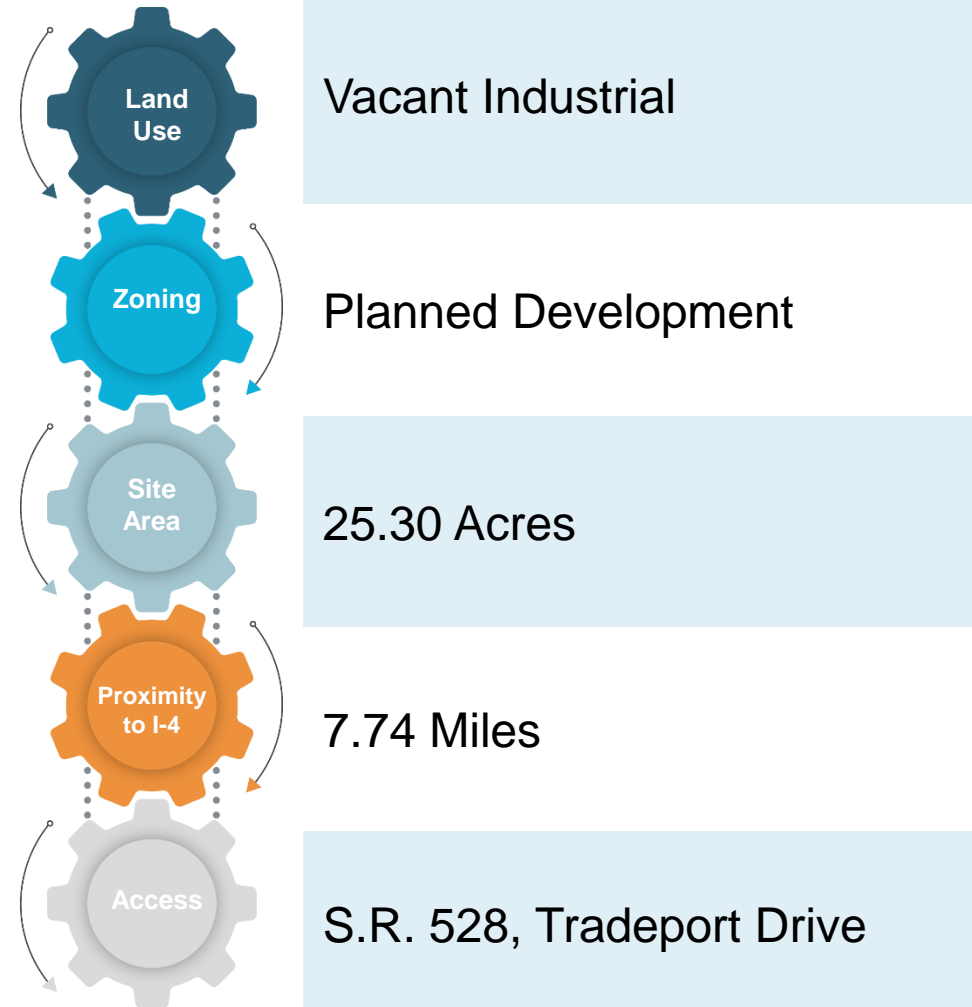 Land
Use
Vacant Industrial
Zoning
Planned Development
Site
Area
25.30 Acres
Proximity
to I-4
7.74 Miles
Access
S.R. 528, Tradeport Drive